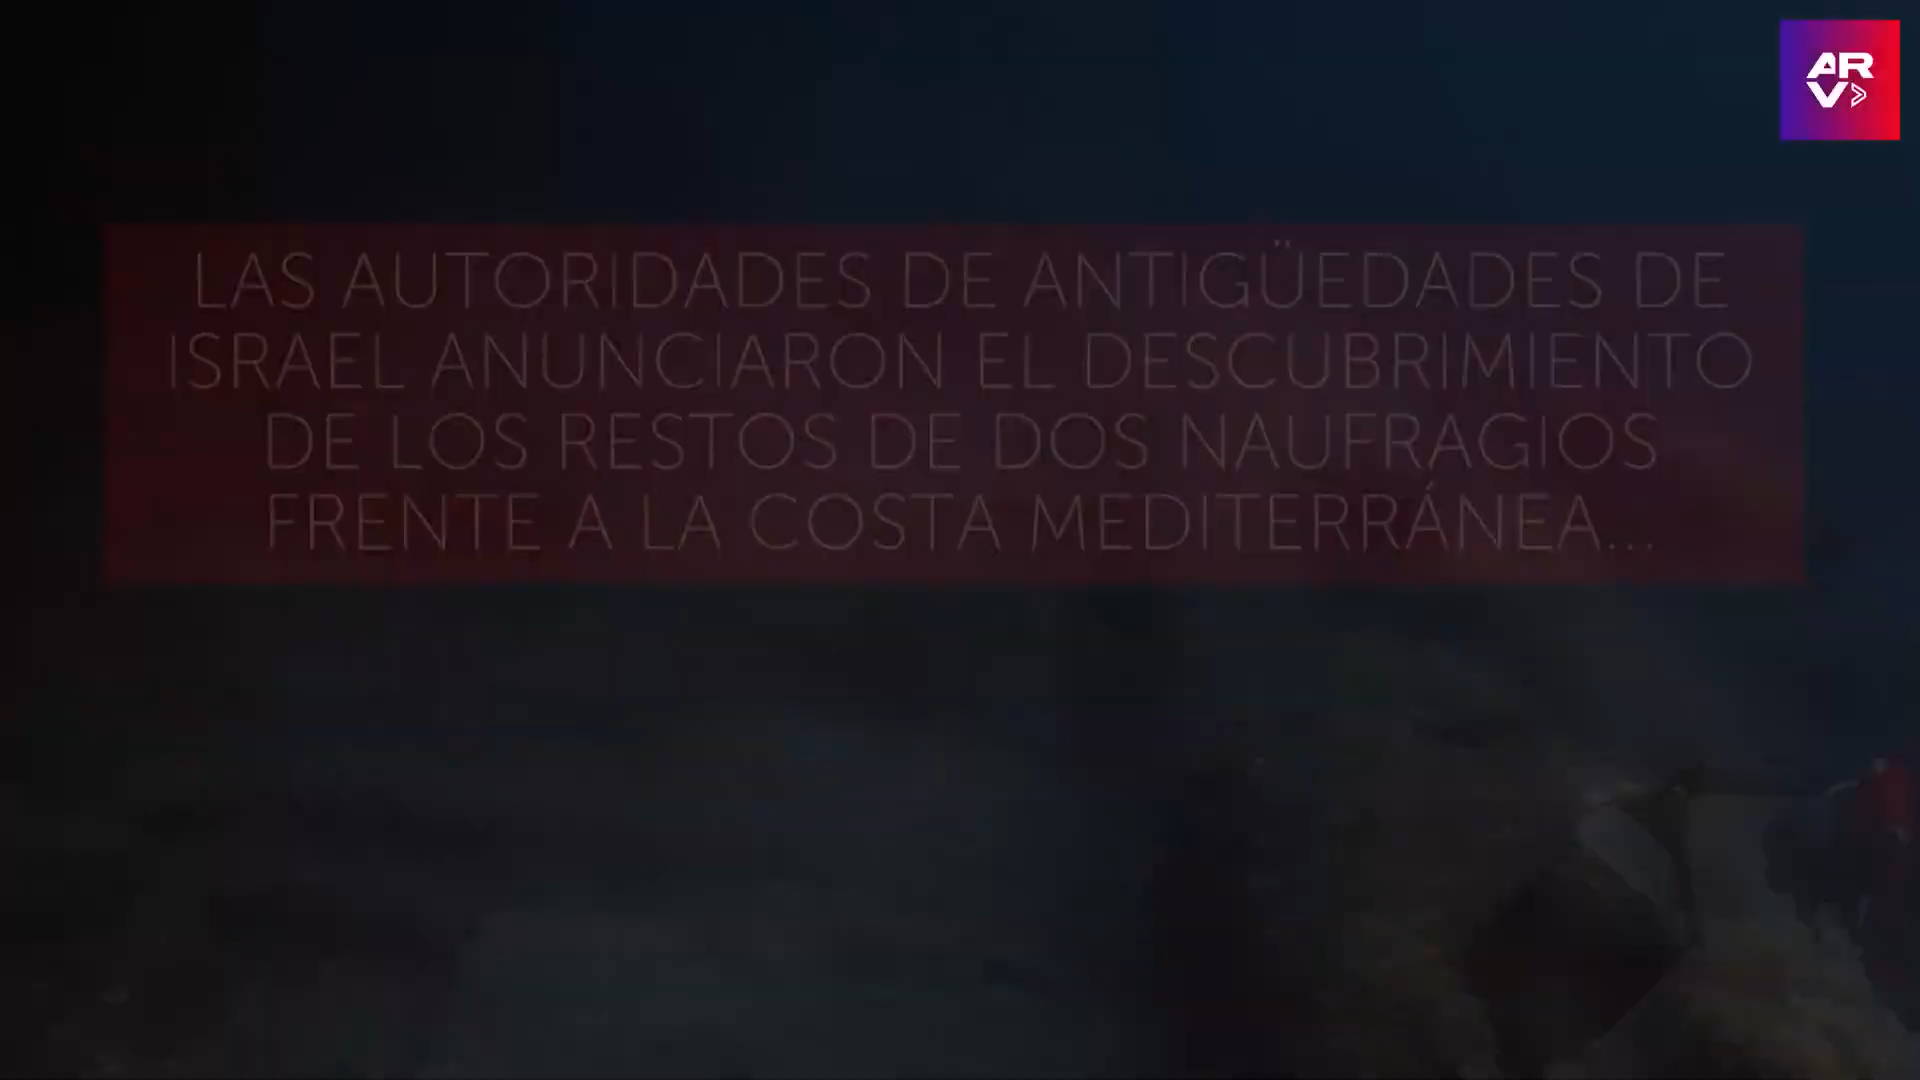 ARV
LAS AUTORIDADES DE ANTIGÜEDADES DE
ISRAEL ANUNCIARON EL DESCUBRIMIENTO
DE LOS RESTOS DE DOS NAUFRAGIOS
FRENTE A LA COSTA MEDITERRÁNEA...